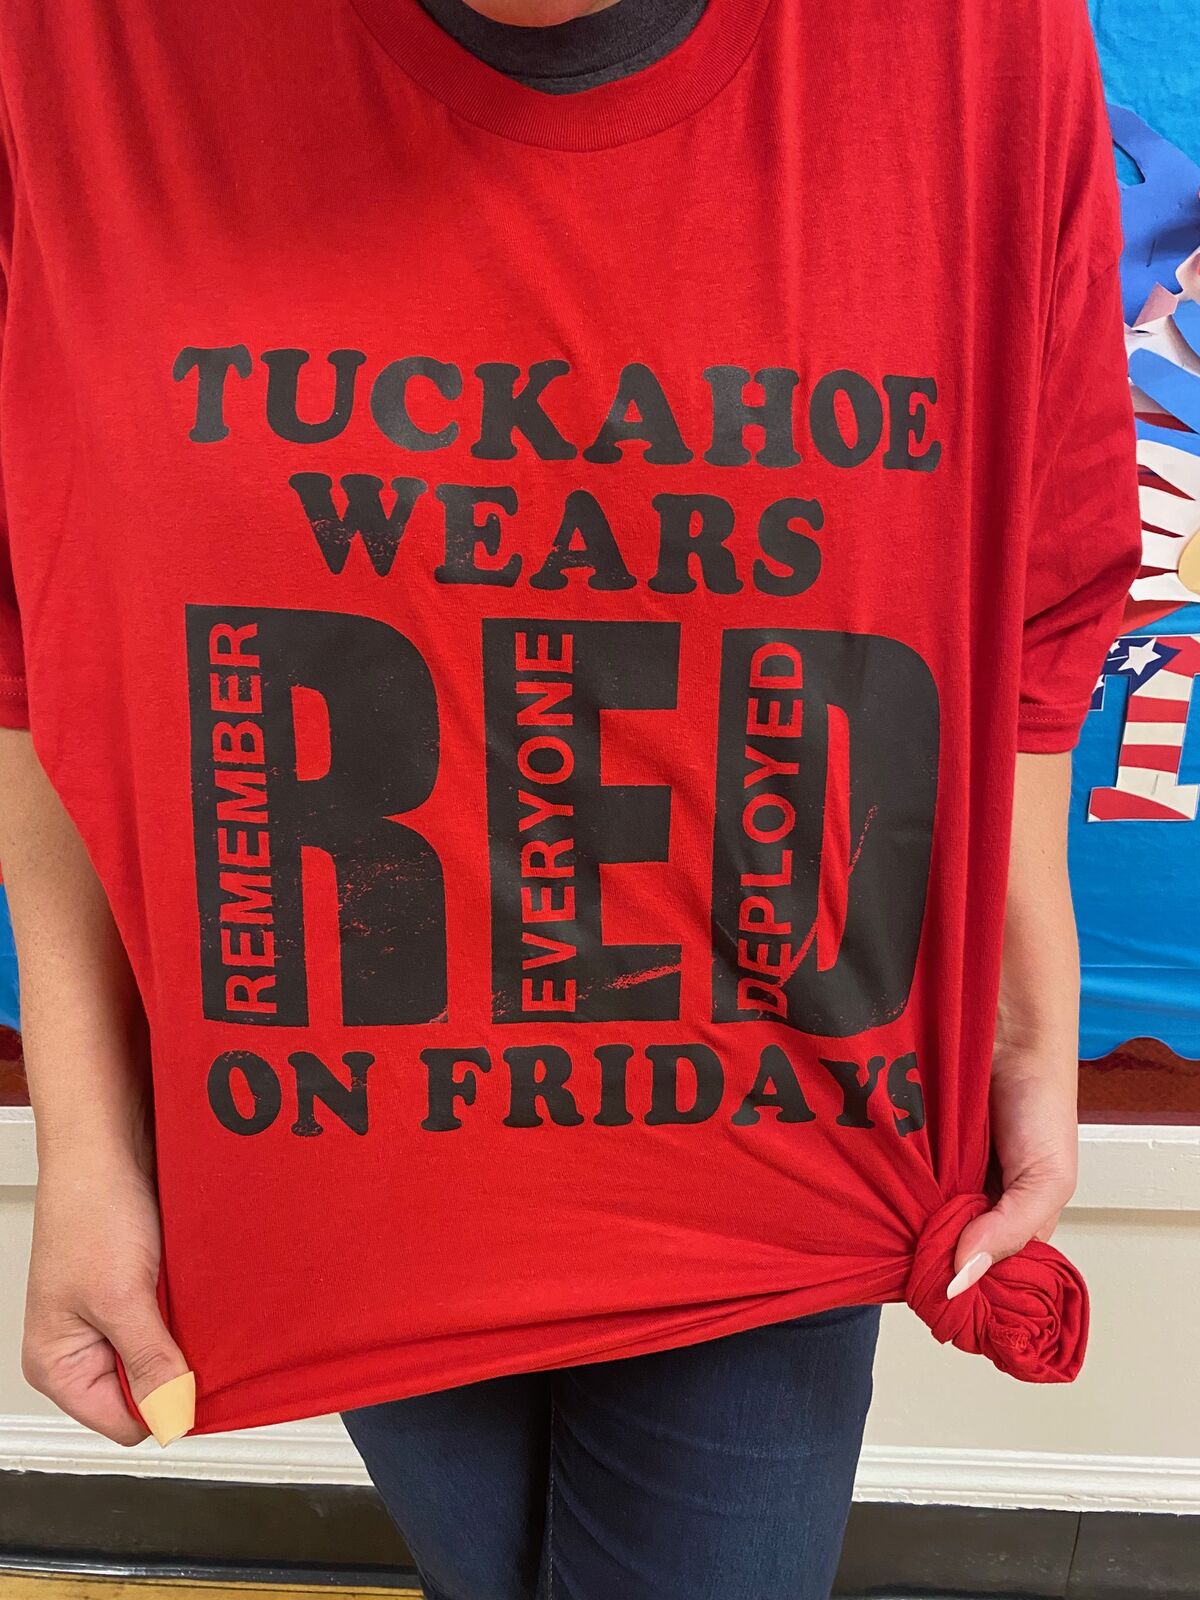 TUCKAHOE
WEARS
RED
REMEMBER
EVERYONE
DEPLOYED
ON FRIDAYS